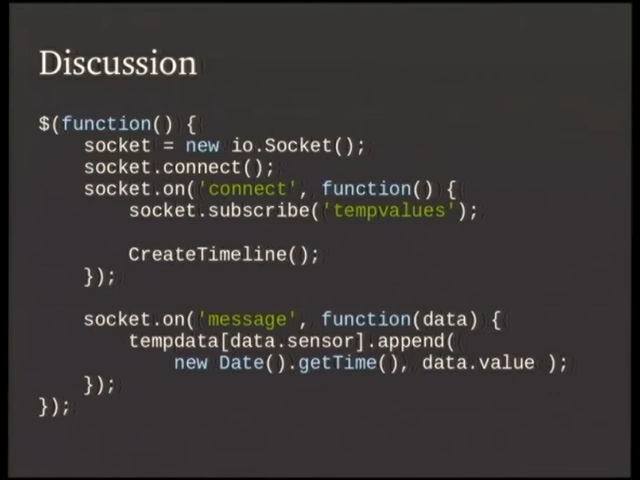 Discussion
$(function() {
    socket = new io.Socket();
    socket.connect();
    socket.on('connect', function() {
        socket.subscribe('tempvalues');
        CreateTimeline();
    });
    socket.on('message', function(data) {
        tempdata[data.sensor].append(
            new Date().getTime(), data.value );
    });
});